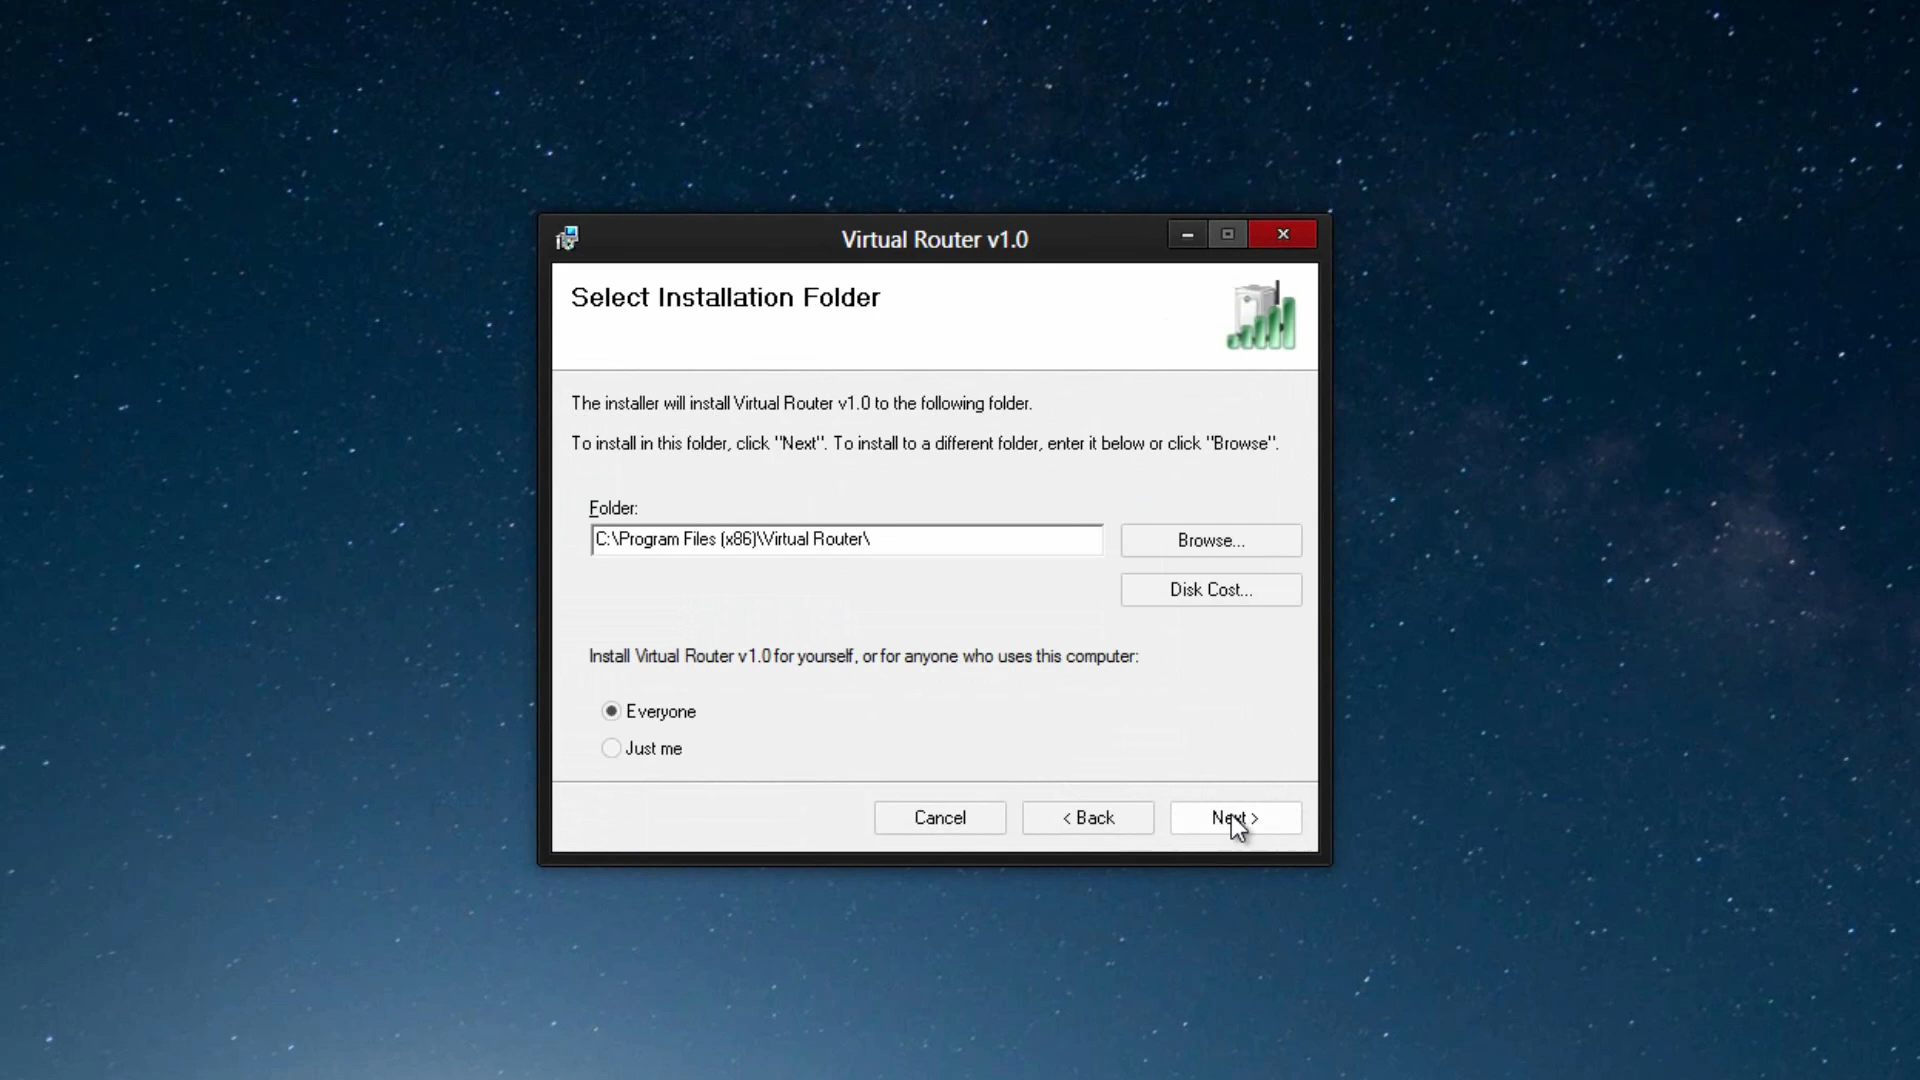 Virtual Router v1.0
Select Installation Folder
The installer will install Virtual Router v1.0 to the following folder.
To install in this folder, click "Next". To install to a different folder, enter it below or click "Browse".
Folder:
C:\Program Files (x86)\Virtual Router\
Browse...
Disk Cost...
Install Virtual Router v1.0 for yourself, or for anyone who uses this computer:
Everyone
Just me
Cancel
< Back
Next >